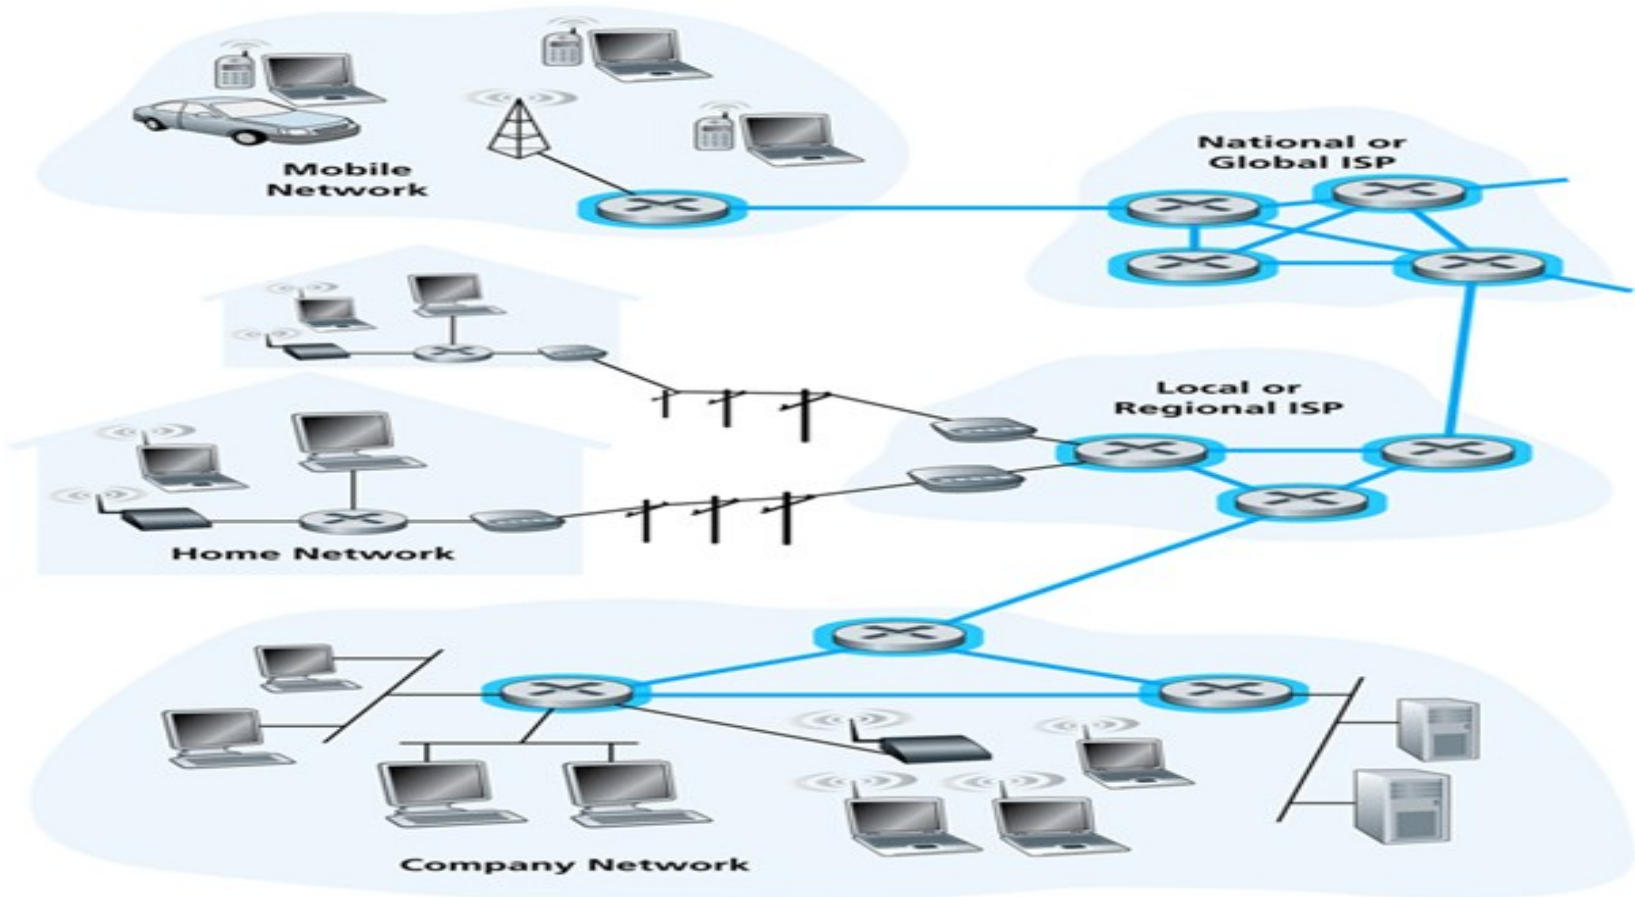 Mobile
Network
National or
Global ISP
Local or
Regional ISP
Home Network
Company Network